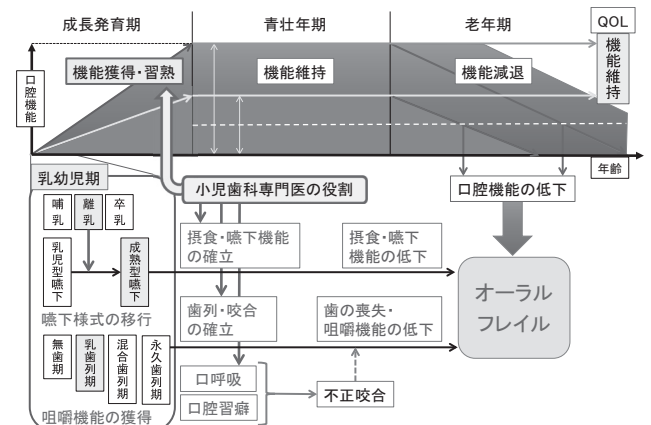 成長発育期
青壮年期
老年期
QOL
機能維持
口腔機能
機能獲得・習熟
機能維持
機能減退
年齢
乳幼児期
小児歯科専門医の役割
口腔機能の低下
哺乳
離乳
卒乳
摂食・嚥下機能
の確立
摂食・嚥下
機能の低下
乳児型嚥下
成熟型嚥下
嚥下様式の移行
オーラル
フレイル
歯列・咬合
の確立
歯の喪失・
咀嚼機能の低下
無歯期
乳歯列期
混合歯列期
永久歯列期
口呼吸
口腔習癖
不正咬合
咀嚼機能の獲得